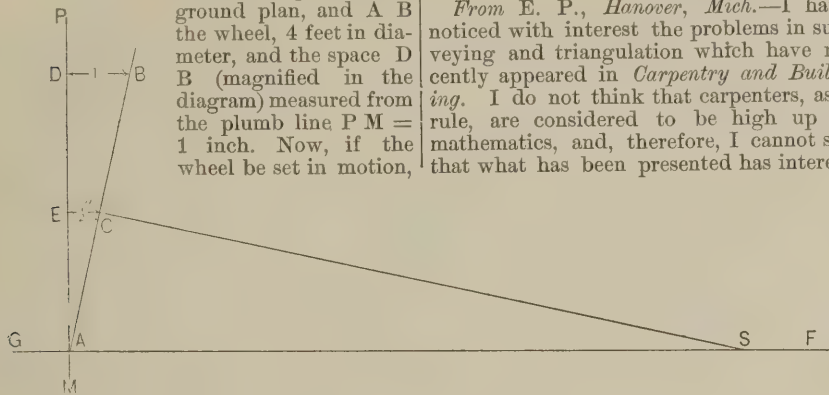 ground plan, and A B
the wheel, 4 feet in dia-
meter, and the space D
B (magnified in the
diagram) measured from
the plumb line P M =
1 inch. Now, if the
wheel be set in motion,
From E. P., Hanover, Mich.—I ha
noticed with interest the problems in su
veying and triangulation which have r
cently appeared in Carpentry and Buil
ing. I do not think that carpenters, as
rule, are considered to be high up
mathematics, and, therefore, I cannot s
that what has been presented has intere
P
D 1 B
E C
G A S F
M